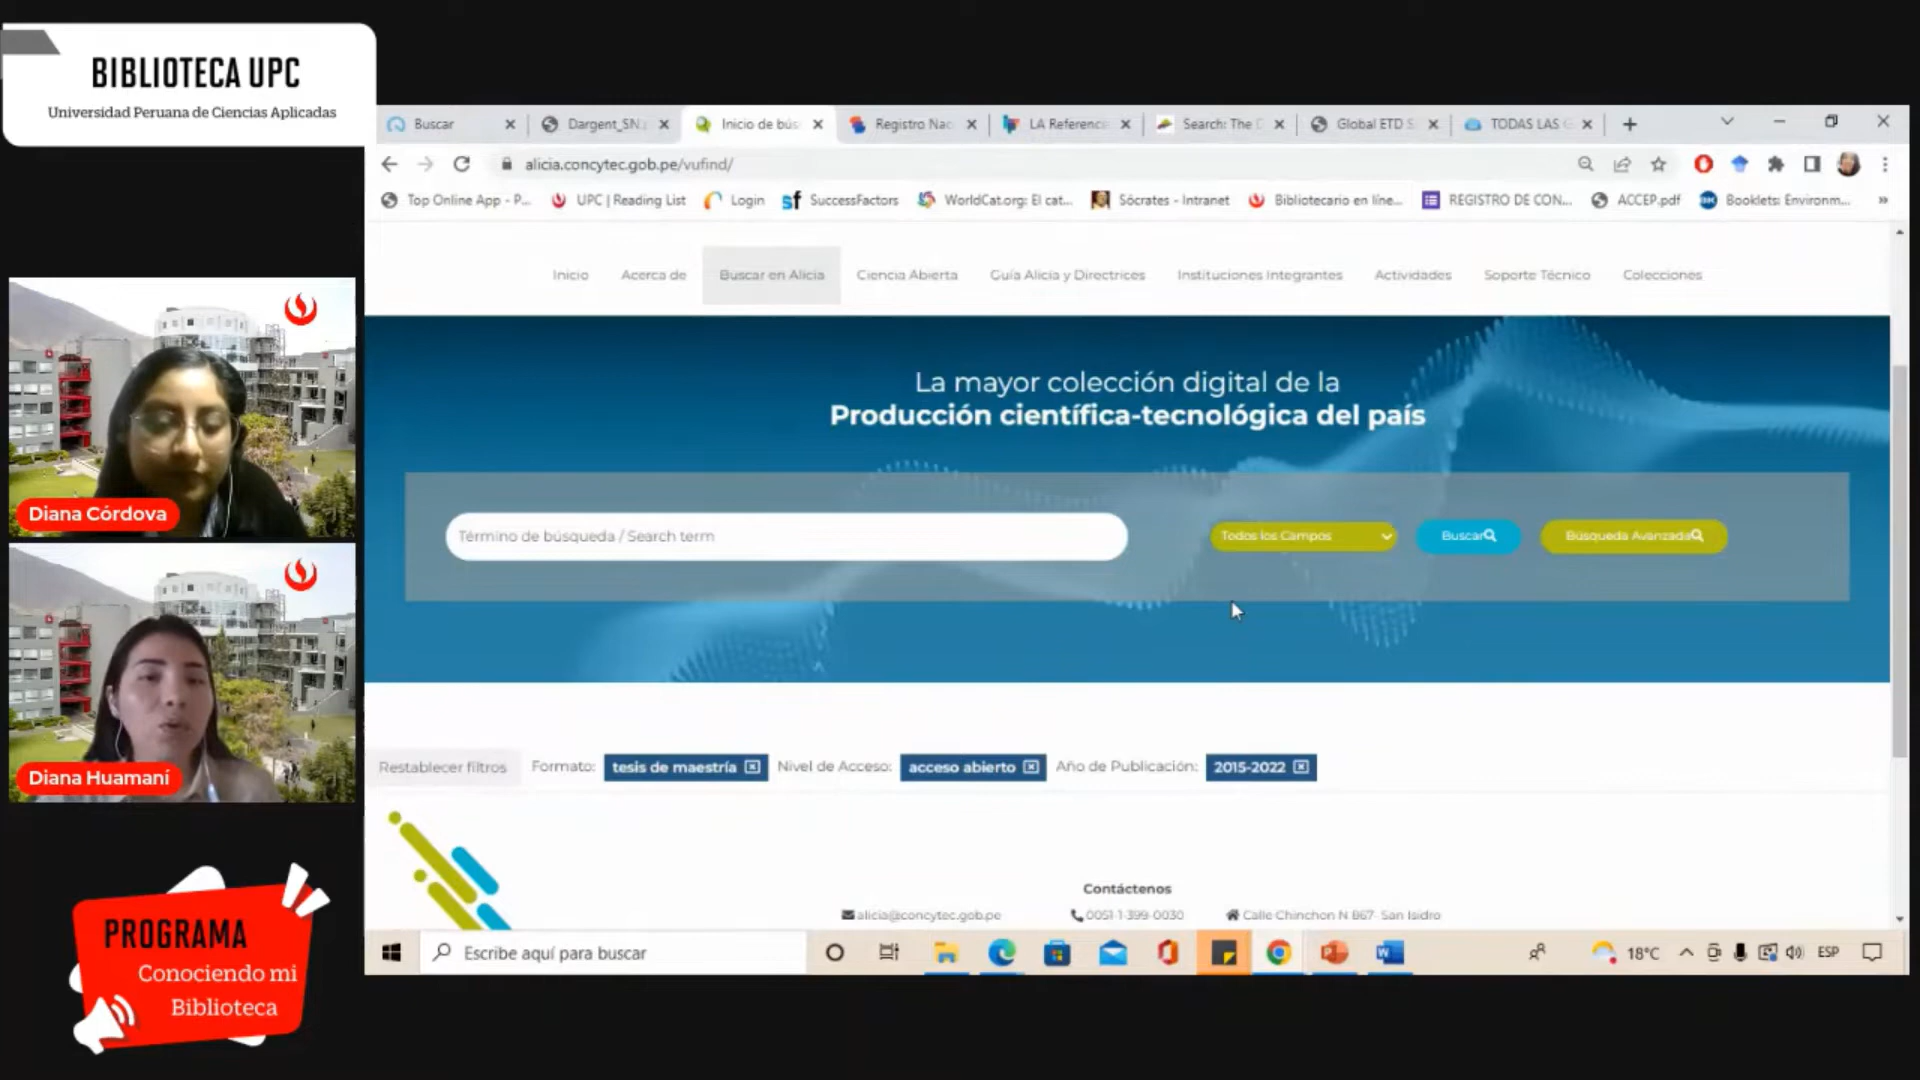 BIBLIOTECA UPC
Universidad Peruana de Ciencias Aplicadas
Buscar
Dargent_SN.
Inicio de bús
Registro Nac
LA Reference
Search: The
Global ETD S
TODAS LAS
alicia.concytec.gob.pe/vufind/
Top Online App - P...
UPC | Reading List
Login
SuccessFactors
WorldCat.org: El cat...
Sócrates - Intranet
Bibliotecario en líne...
REGISTRO DE CON...
ACCEP.pdf
Booklets: Environm...
»
Inicio
Acerca de
Buscar en Alicia
Ciencia Abierta
Guía Alicia y Directrices
Instituciones Integrantes
Actividades
Soporte Técnico
Colecciones
La mayor colección digital de la
Producción científica-tecnológica del país
Término de búsqueda / Search term
Todos los Campos
Buscar
Búsqueda Avanzada
Restablecer filtros
Formato:
tesis de maestría
Nivel de Acceso:
acceso abierto
Año de Publicación:
2015-2022
Contáctenos
alicia@concytec.gob.pe
0051-1-399-0030
Calle Chinchon N 867- San Isidro
Escribe aquí para buscar
18°C
ESP
Diana Córdova
Diana Huamaní
PROGRAMA
Conociendo mi
Biblioteca